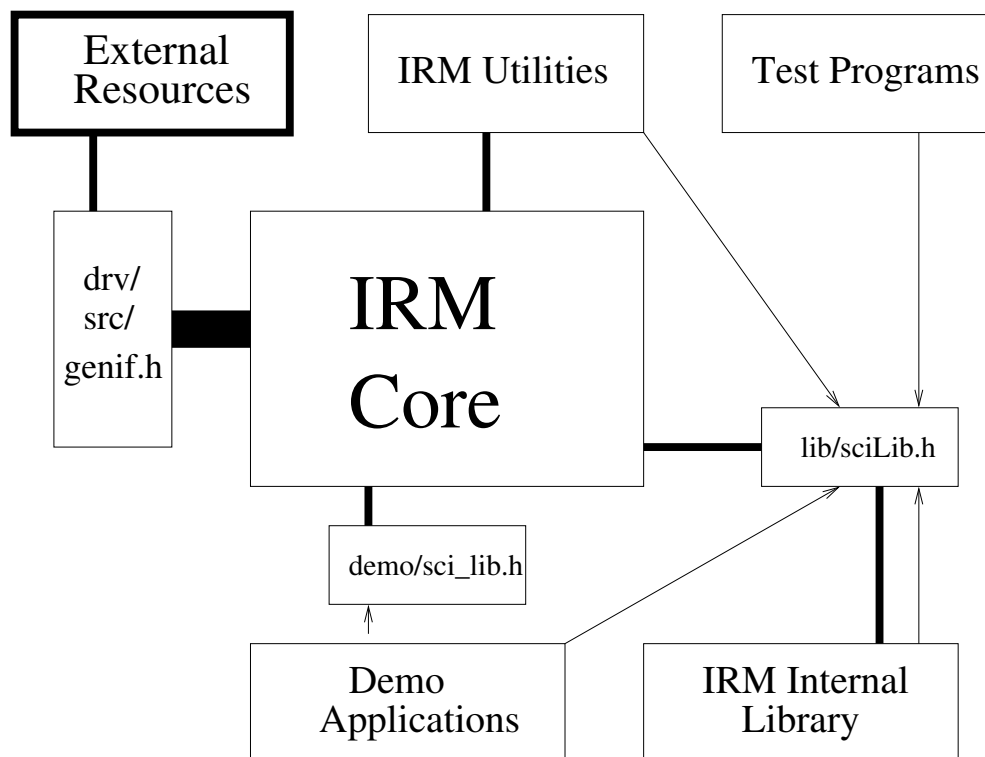 External
Resources
IRM Utilities
Test Programs
drv/
src/
genif.h
IRM
Core
lib/sciLib.h
demo/sci_lib.h
Demo
Applications
IRM Internal
Library